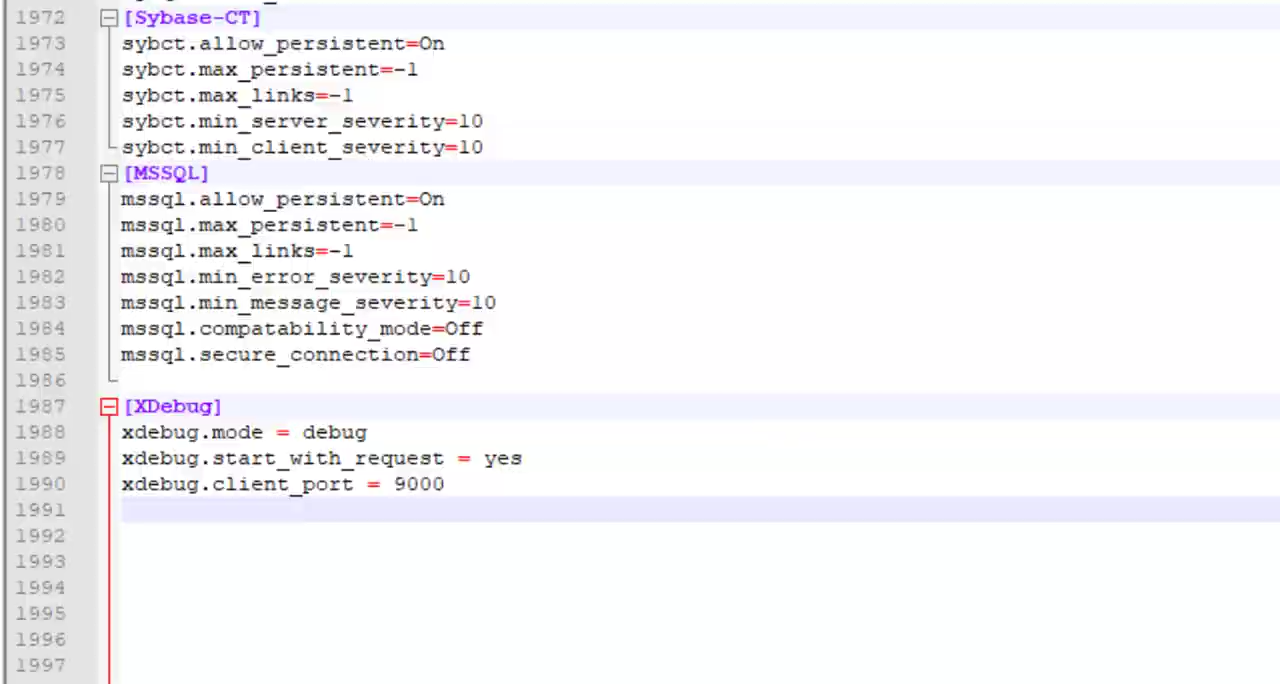 1972 [Sybase-CT]
1973 sybct.allow_persistent=On
1974 sybct.max_persistent=-1
1975 sybct.max_links=-1
1976 sybct.min_server_severity=10
1977 sybct.min_client_severity=10
1978 [MSSQL]
1979 mssql.allow_persistent=On
1980 mssql.max_persistent=-1
1981 mssql.max_links=-1
1982 mssql.min_error_severity=10
1983 mssql.min_message_severity=10
1984 mssql.compatability_mode=Off
1985 mssql.secure_connection=Off
1986
1987 [XDebug]
1988 xdebug.mode = debug
1989 xdebug.start_with_request = yes
1990 xdebug.client_port = 9000
1991
1992
1993
1994
1995
1996
1997